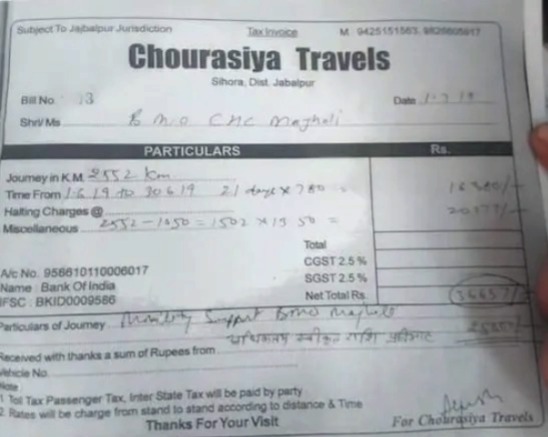 Subject To Jabalpur Jurisdiction Tax Invoice M. 9425151563, 9826606817
Chourasiya Travels
Sihora, Dist. Jabalpur
Bill No. 13 Date 1-7-19
Shri/Ms B M O CHC Majholi
PARTICULARS Rs.
Journey in K.M. 2552 Km
Time From 1-6-19 to 30 6 19 21 days x 780 = 16380/-
Halting Charges @ 20277/-
Miscellaneous 2552 - 1050 = 1502 x 13 50 =
Total
CGST 2.5 %
A/c No. 956610110006017 SGST 2.5 %
Name : Bank Of India
IFSC : BKID0009566 Net Total Rs. 36657/-
Particulars of Journey Support BMO Majholi
राशि
Received with thanks a sum of Rupees from
Vehicle No.
Note :
1 Toll Tax Passenger Tax, Inter State Tax will be paid by party
2 Rates will be charge from stand to stand according to distance & Time
Thanks For Your Visit For Chourasiya Travels